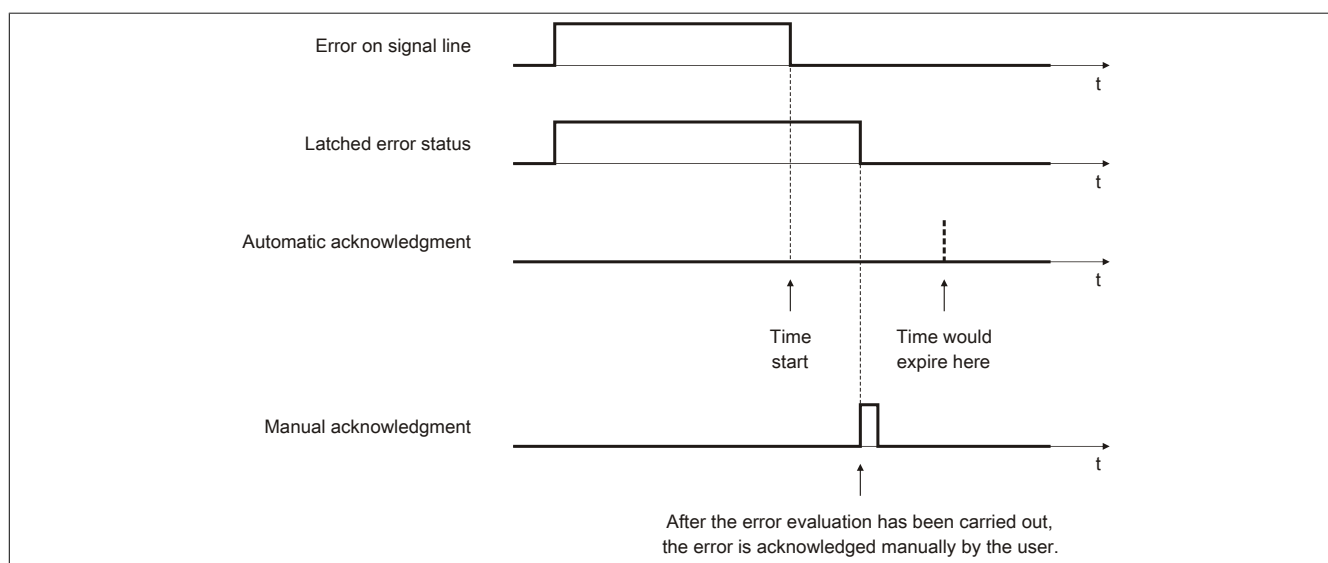 Error on signal line
t
Latched error status
t
Automatic acknowledgment
t
Time
start
Time would
expire here
Manual acknowledgment
t
After the error evaluation has been carried out,
the error is acknowledged manually by the user.